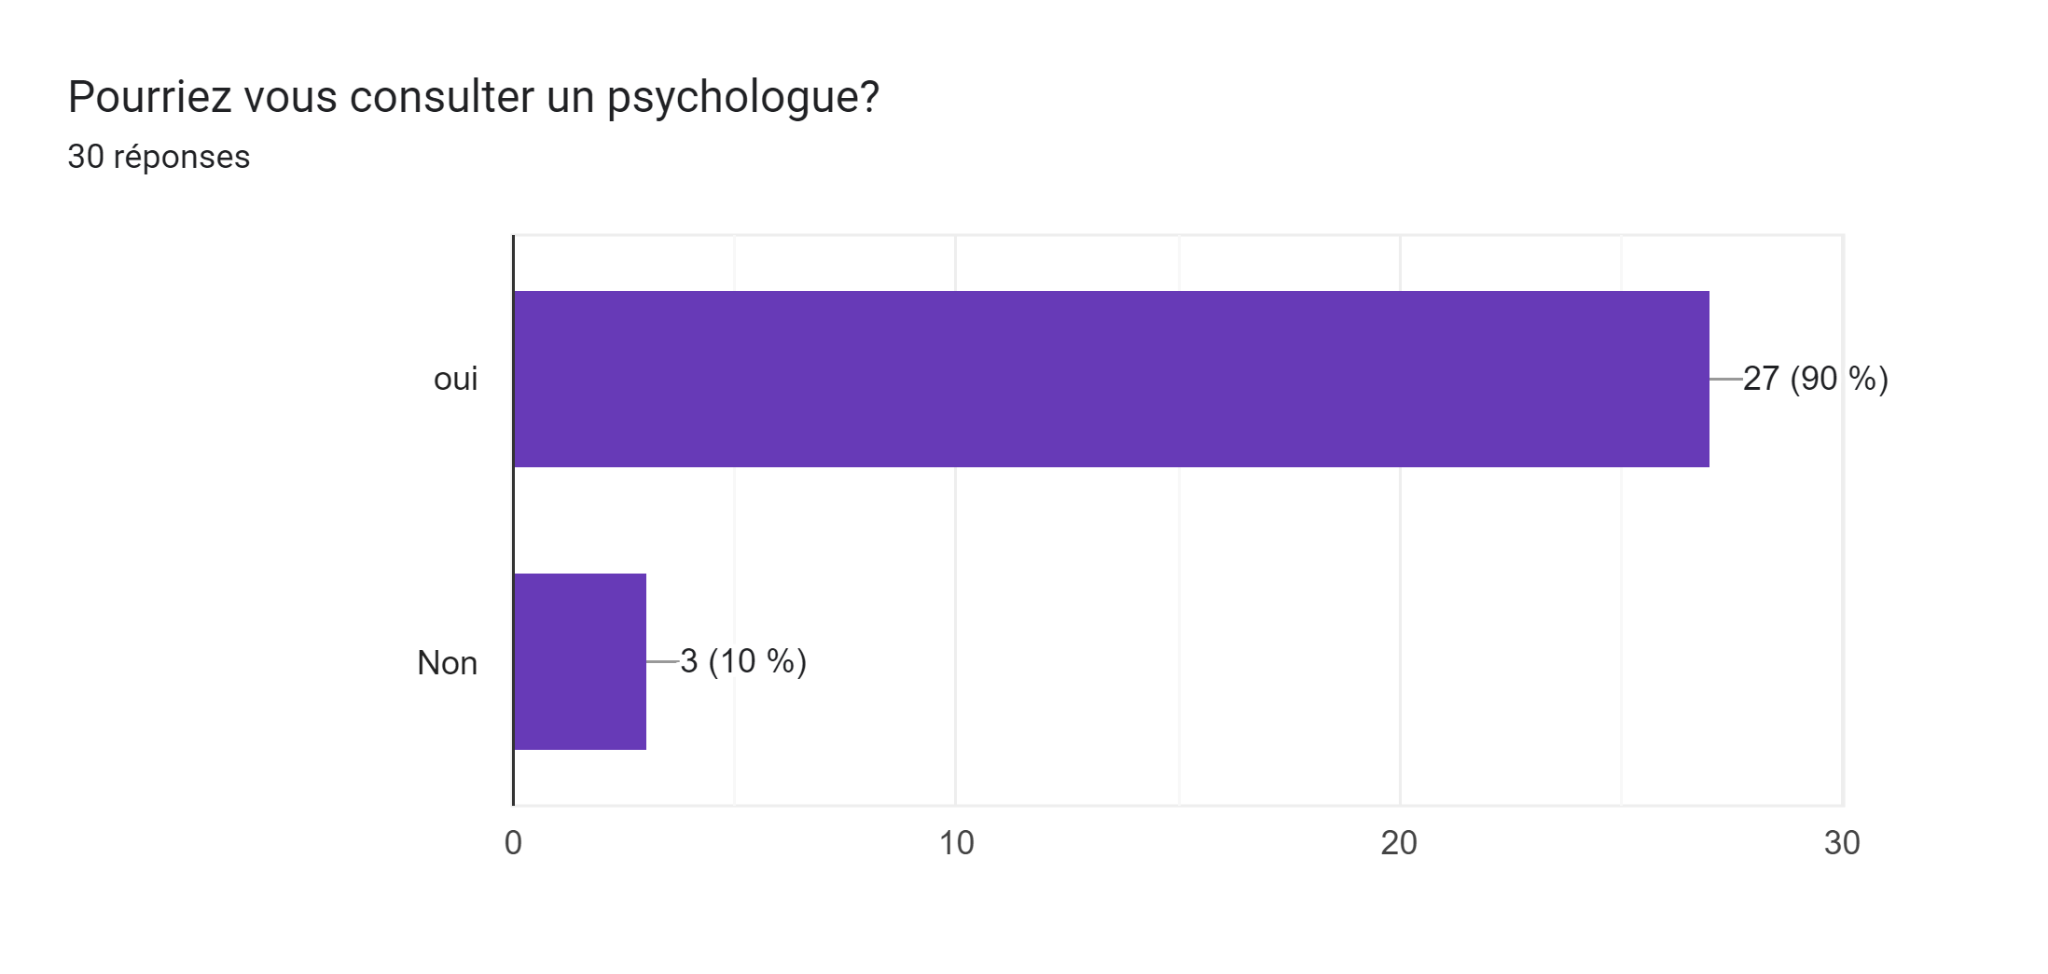 Pourriez vous consulter un psychologue?
30 réponses
oui
27 (90 %)
Non
3 (10 %)
0 10 20 30